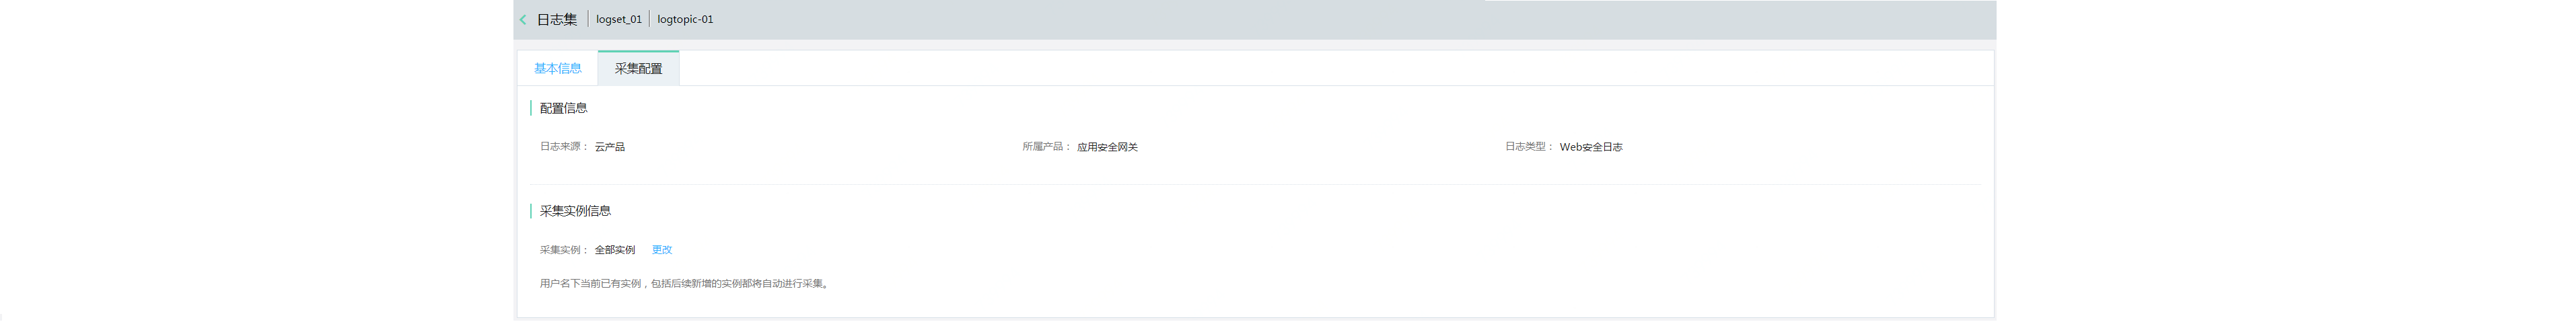 日志集 logset_01 logtopic-01
基本信息 采集配置
配置信息
日志来源： 云产品 所属产品： 应用安全网关 日志类型： Web安全日志
采集实例信息
采集实例： 全部实例 更改
用户名下当前已有实例，包括后续新增的实例都将自动进行采集。